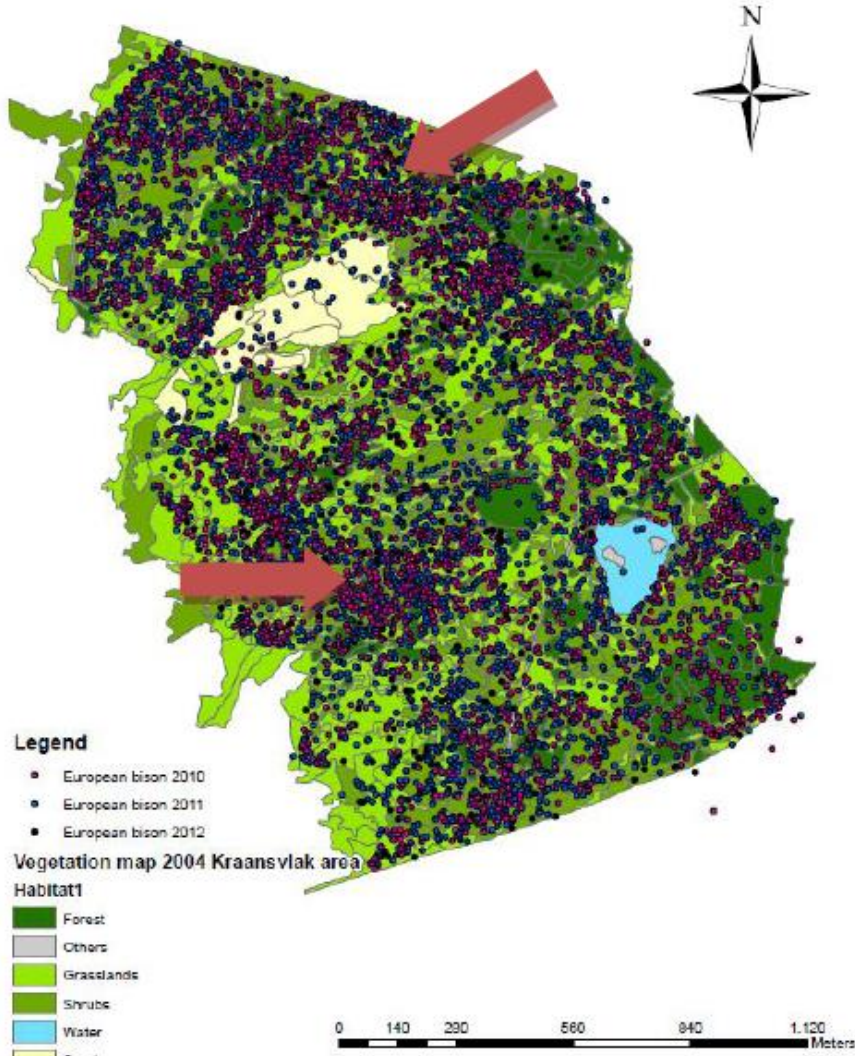 N
Legend
European bison 2010
European bison 2011
European bison 2012
Vegetation map 2004 Kraansvlak area
Habitat1
Forest
Others
Grasslands
Shrubs
Water
0 140 280 560 840 1.120
Meters